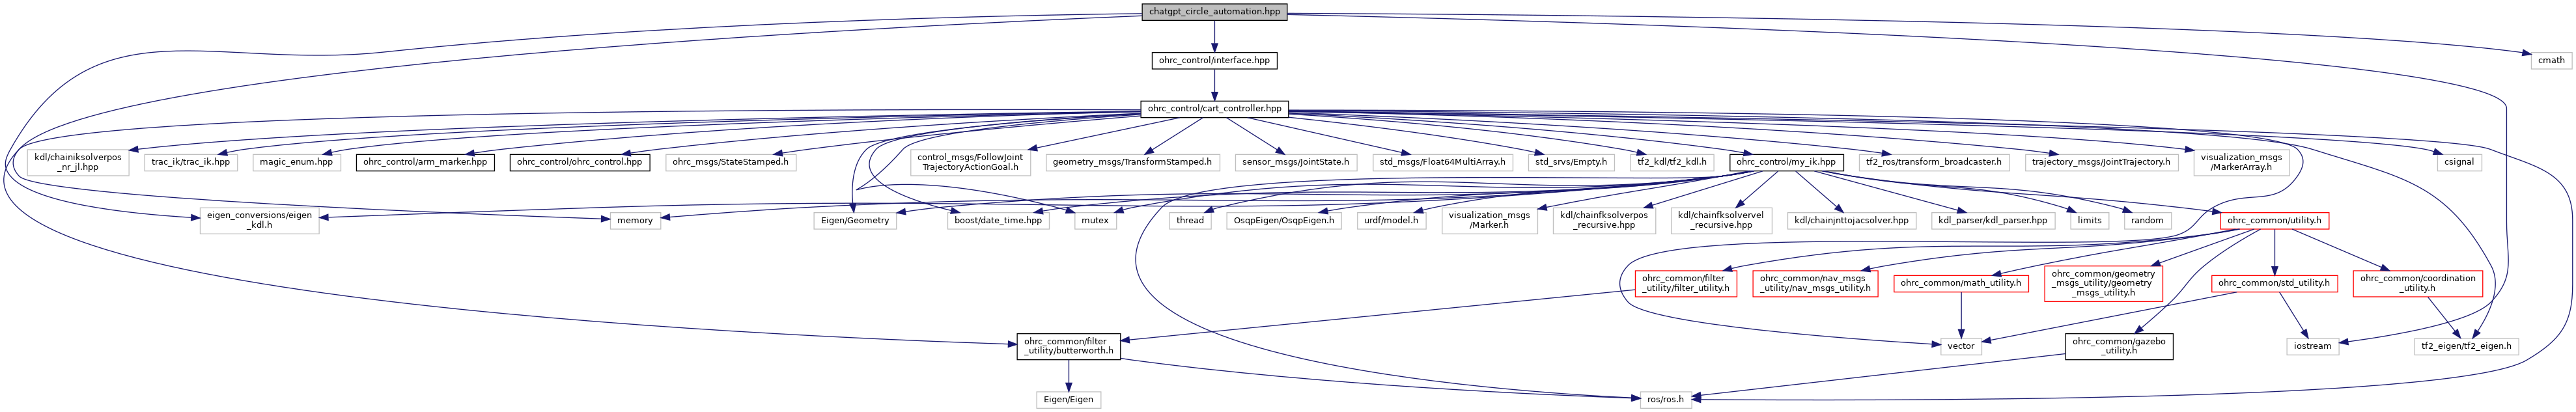 chatgpt_circle_automation.hpp
ohrc_control/interface.hpp
cmath
ohrc_control/cart_controller.hpp
kdl/chainiksolverpos
_nr_jl.hpp
trac_ik/trac_ik.hpp
magic_enum.hpp
ohrc_control/arm_marker.hpp
ohrc_control/ohrc_control.hpp
ohrc_msgs/StateStamped.h
control_msgs/FollowJoint
TrajectoryActionGoal.h
geometry_msgs/TransformStamped.h
sensor_msgs/JointState.h
std_msgs/Float64MultiArray.h
std_srvs/Empty.h
tf2_kdl/tf2_kdl.h
ohrc_control/my_ik.hpp
tf2_ros/transform_broadcaster.h
trajectory_msgs/JointTrajectory.h
visualization_msgs
/MarkerArray.h
csignal
eigen_conversions/eigen
_kdl.h
memory
Eigen/Geometry
boost/date_time.hpp
mutex
thread
OsqpEigen/OsqpEigen.h
urdf/model.h
visualization_msgs
/Marker.h
kdl/chainfksolverpos
_recursive.hpp
kdl/chainfksolvervel
_recursive.hpp
kdl/chainjnttojacsolver.hpp
kdl_parser/kdl_parser.hpp
limits
random
ohrc_common/utility.h
ohrc_common/filter
_utility/filter_utility.h
ohrc_common/nav_msgs
_utility/nav_msgs_utility.h
ohrc_common/math_utility.h
ohrc_common/geometry
_msgs_utility/geometry
_msgs_utility.h
ohrc_common/std_utility.h
ohrc_common/coordination
_utility.h
ohrc_common/filter
_utility/butterworth.h
vector
ohrc_common/gazebo
_utility.h
iostream
tf2_eigen/tf2_eigen.h
Eigen/Eigen
ros/ros.h